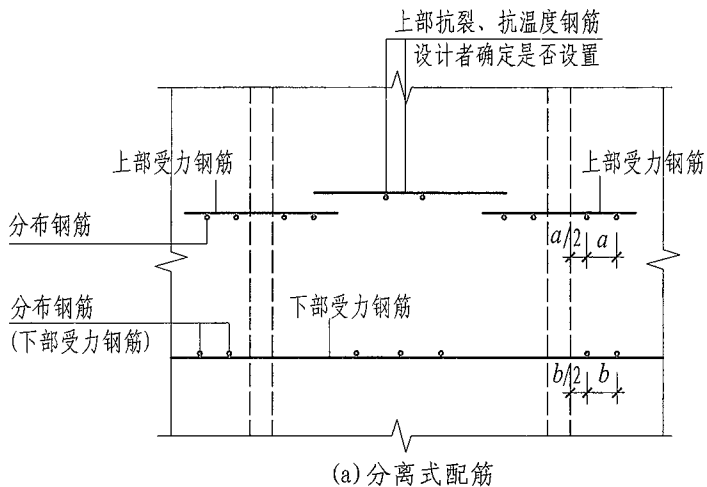 上部抗裂、抗温度钢筋
设计者确定是否设置
上部受力钢筋
上部受力钢筋
分布钢筋
a/2 a
分布钢筋
(下部受力钢筋)
下部受力钢筋
b/2 b
(a)分离式配筋